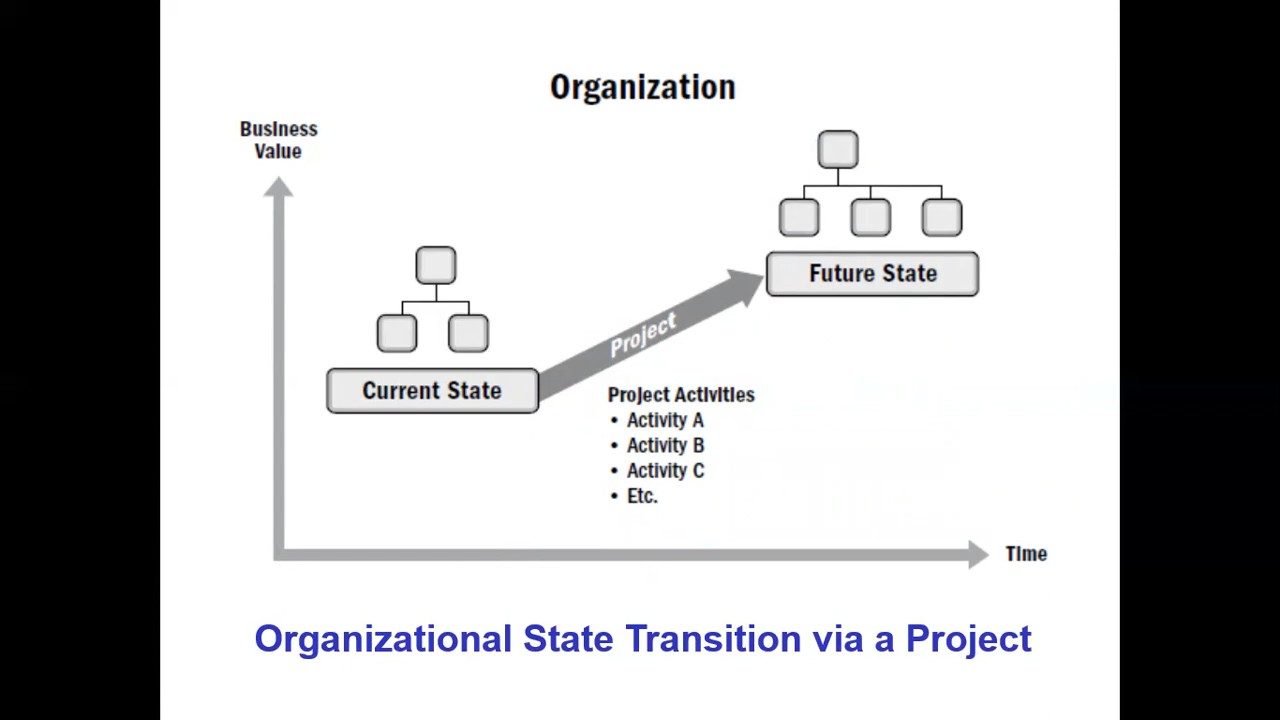 Organization
Business
Value
Future State
Project
Current State
Project Activities
• Activity A
• Activity B
• Activity C
• Etc.
Time
Organizational State Transition via a Project